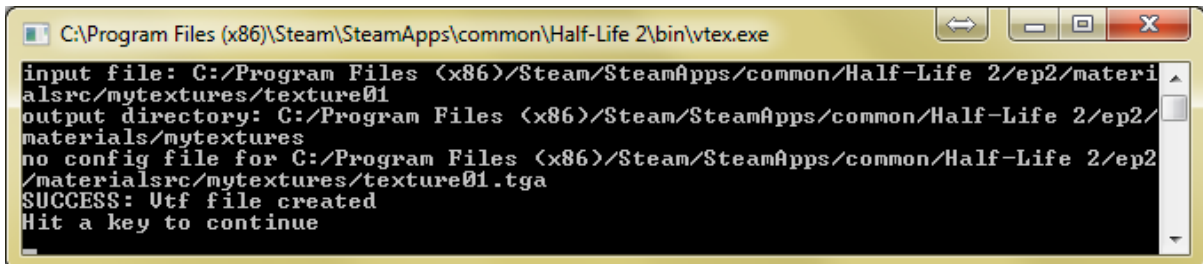 C:\Program Files (x86)\Steam\SteamApps\common\Half-Life 2\bin\vtex.exe
input file: C:/Program Files (x86)/Steam/SteamApps/common/Half-Life 2/ep2/materi
alsrc/mytextures/texture01
output directory: C:/Program Files (x86)/Steam/SteamApps/common/Half-Life 2/ep2/
materials/mytextures
no config file for C:/Program Files (x86)/Steam/SteamApps/common/Half-Life 2/ep2
/materialsrc/mytextures/texture01.tga
SUCCESS: Vtf file created
Hit a key to continue